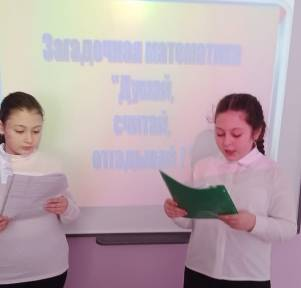 Загадочная математика
"Думай,
считай,
отгадывай!"